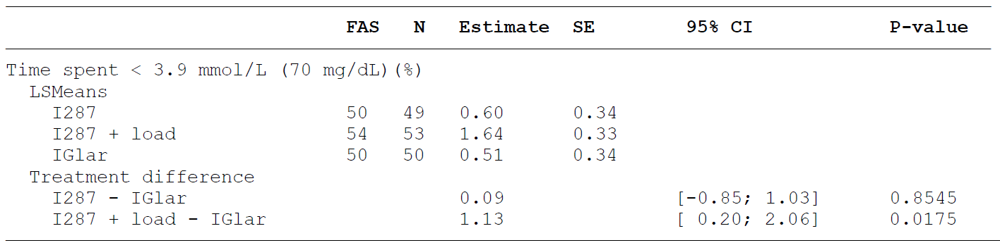 FAS N Estimate SE 95% CI P-value
Time spent < 3.9 mmol/L (70 mg/dL)(%)
LSMeans
I287 50 49 0.60 0.34
I287 + load 54 53 1.64 0.33
IGlar 50 50 0.51 0.34
Treatment difference
I287 - IGlar 0.09 [-0.85; 1.03] 0.8545
I287 + load - IGlar 1.13 [ 0.20; 2.06] 0.0175